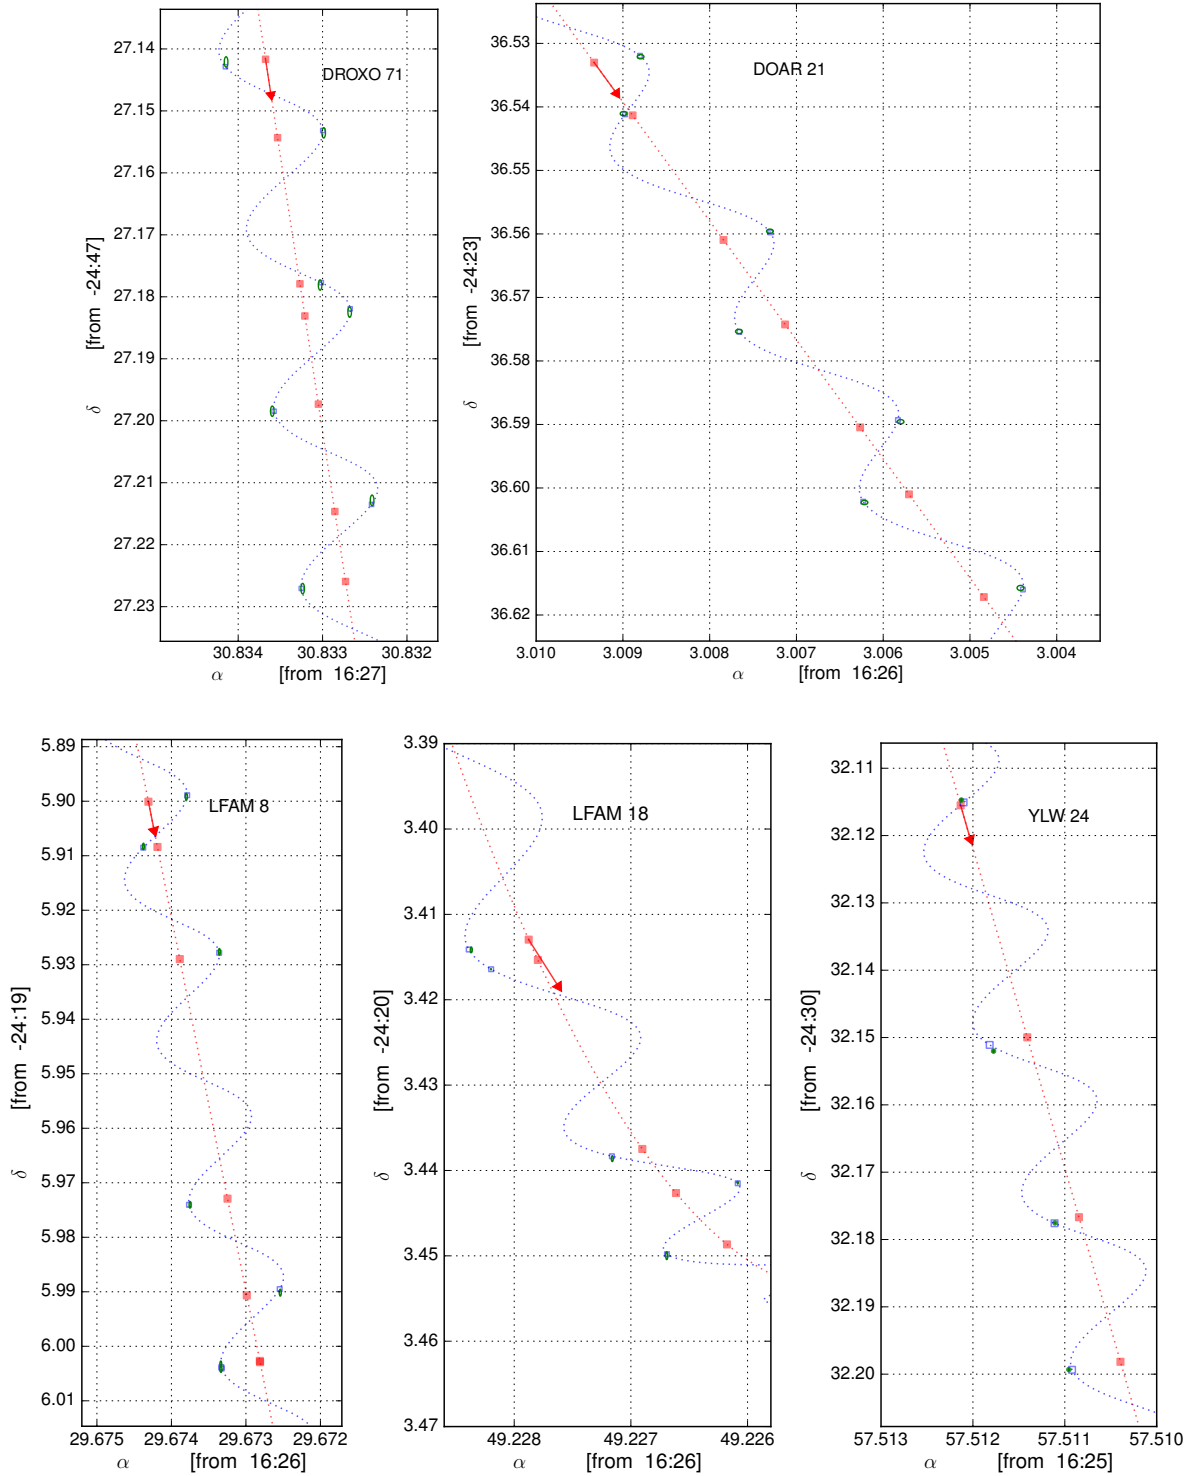 27.14
27.15
27.16
27.17
27.18
27.19
27.20
27.21
27.22
27.23
δ [from -24:47]
DROXO 71
30.834 30.833 30.832
α [from 16:27]
36.53
36.54
36.55
36.56
36.57
36.58
36.59
36.60
36.61
36.62
δ [from -24:23]
DOAR 21
3.010 3.009 3.008 3.007 3.006 3.005 3.004
α [from 16:26]
5.89
5.90
5.91
5.92
5.93
5.94
5.95
5.96
5.97
5.98
5.99
6.00
6.01
δ [from -24:19]
LFAM 8
29.675 29.674 29.673 29.672
α [from 16:26]
3.39
3.40
3.41
3.42
3.43
3.44
3.45
3.46
3.47
δ [from -24:20]
LFAM 18
49.228 49.227 49.226
α [from 16:26]
32.11
32.12
32.13
32.14
32.15
32.16
32.17
32.18
32.19
32.20
δ [from -24:30]
YLW 24
57.513 57.512 57.511 57.510
α [from 16:25]